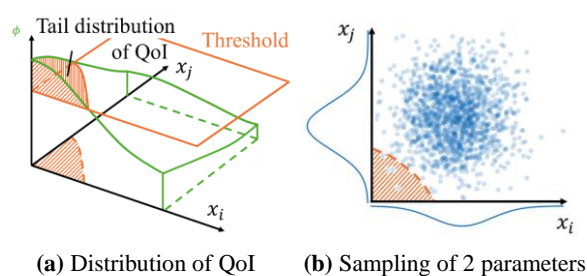 ϕ
Tail distribution
of QoI
Threshold
x_j
x_i
(a) Distribution of QoI
x_j
x_i
(b) Sampling of 2 parameters